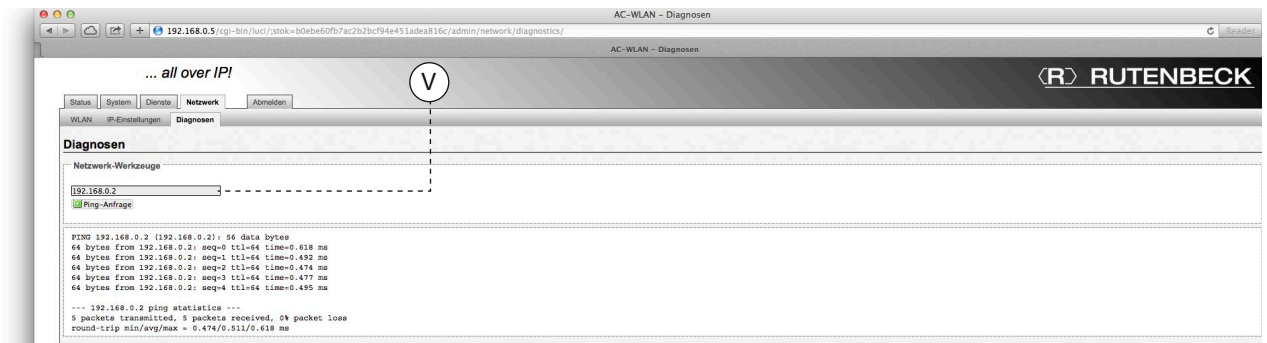 AC-WLAN – Diagnosen
192.168.0.5/cgi-bin/luci/;stok=b0ebe60fb7ac2b2bcf94e451adea816c/admin/network/diagnostics/
Reader
AC-WLAN – Diagnosen
... all over IP!
V
(R) RUTENBECK
Status System Dienste Netzwerk Abmelden
WLAN IP-Einstellungen Diagnosen
Diagnosen
Netzwerk-Werkzeuge
192.168.0.2
Ping-Anfrage
PING 192.168.0.2 (192.168.0.2): 56 data bytes
64 bytes from 192.168.0.2: seq=0 ttl=64 time=0.618 ms
64 bytes from 192.168.0.2: seq=1 ttl=64 time=0.492 ms
64 bytes from 192.168.0.2: seq=2 ttl=64 time=0.474 ms
64 bytes from 192.168.0.2: seq=3 ttl=64 time=0.477 ms
64 bytes from 192.168.0.2: seq=4 ttl=64 time=0.495 ms
--- 192.168.0.2 ping statistics ---
5 packets transmitted, 5 packets received, 0% packet loss
round-trip min/avg/max = 0.474/0.511/0.618 ms